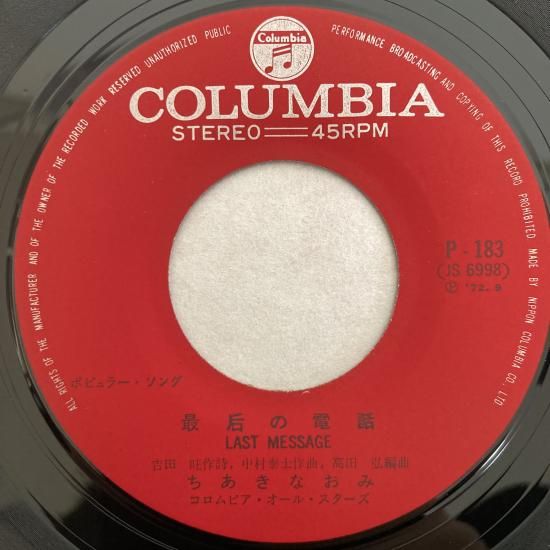 ALL RIGHTS OF THE MANUFACTURER AND OF THE OWNER OF THE RECORDED WORK RESERVED UNAUTHORIZED PUBLIC PERFORMANCE BROADCASTING AND COPYING OF THIS RECORD PROHIBITED MADE BY NIPPON COLUMBIA CO. LTD
Columbia
COLUMBIA
STEREO 45RPM
P-183
(JS 6998)
Ⓟ '72.9
ポピュラー・ソング
最后の電話
LAST MESSAGE
吉田 旺作詩, 中村泰士作曲, 高田 弘編曲
ちあきなおみ
コロムビア・オール・スターズ